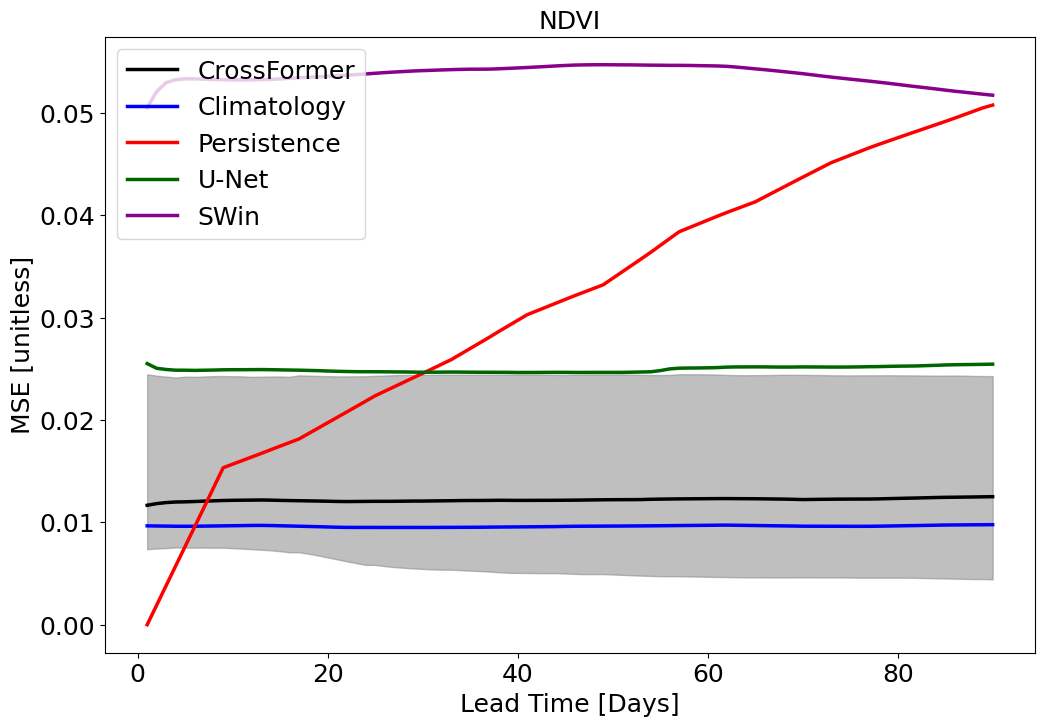 NDVI
CrossFormer
Climatology
Persistence
U-Net
SWin
MSE [unitless]
0.05
0.04
0.03
0.02
0.01
0.00
0
20
40
60
80
Lead Time [Days]